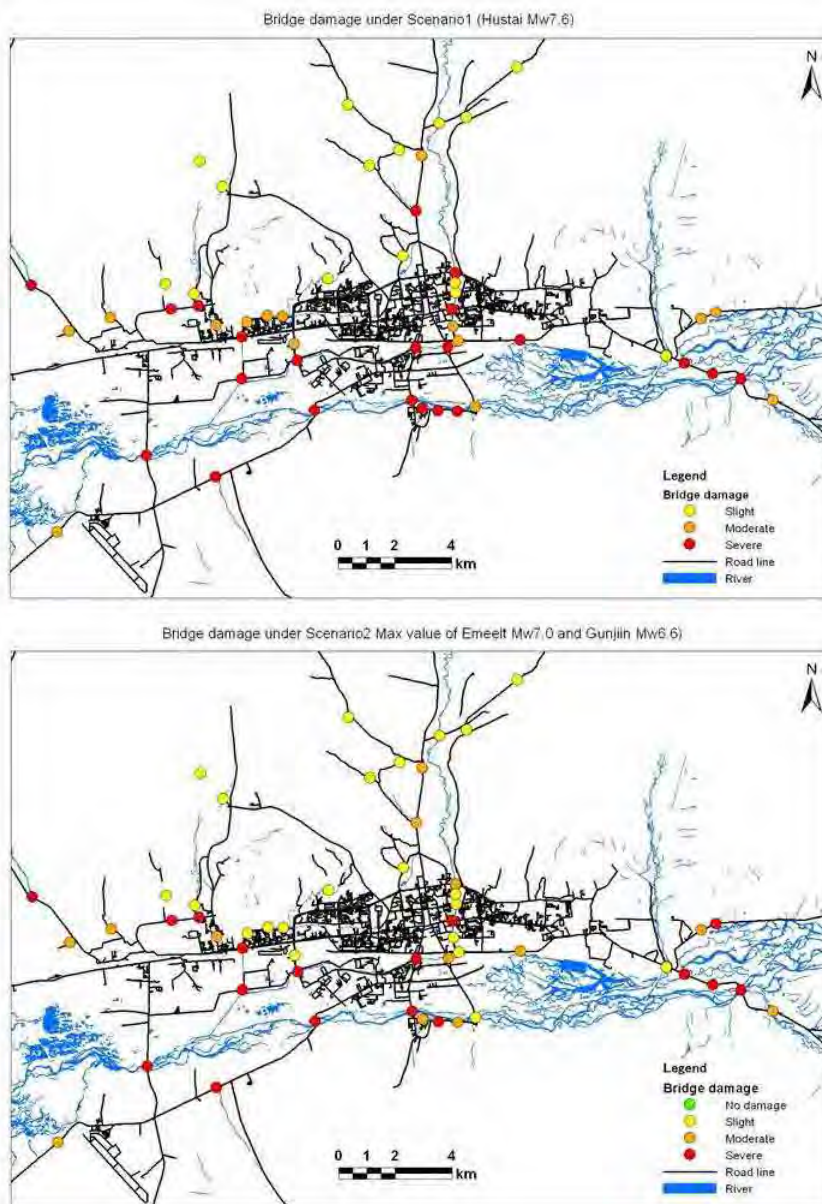 Bridge damage under Scenario1 (Hustai Mw7.6)
N
Legend
Bridge damage
Slight
Moderate
Severe
Road line
River
0 1 2 4
km
Bridge damage under Scenario2 Max value of Emeelt Mw7.0 and Gunjiin Mw6.6)
N
Legend
Bridge damage
No damage
Slight
Moderate
Severe
Road line
River
0 1 2 4
km